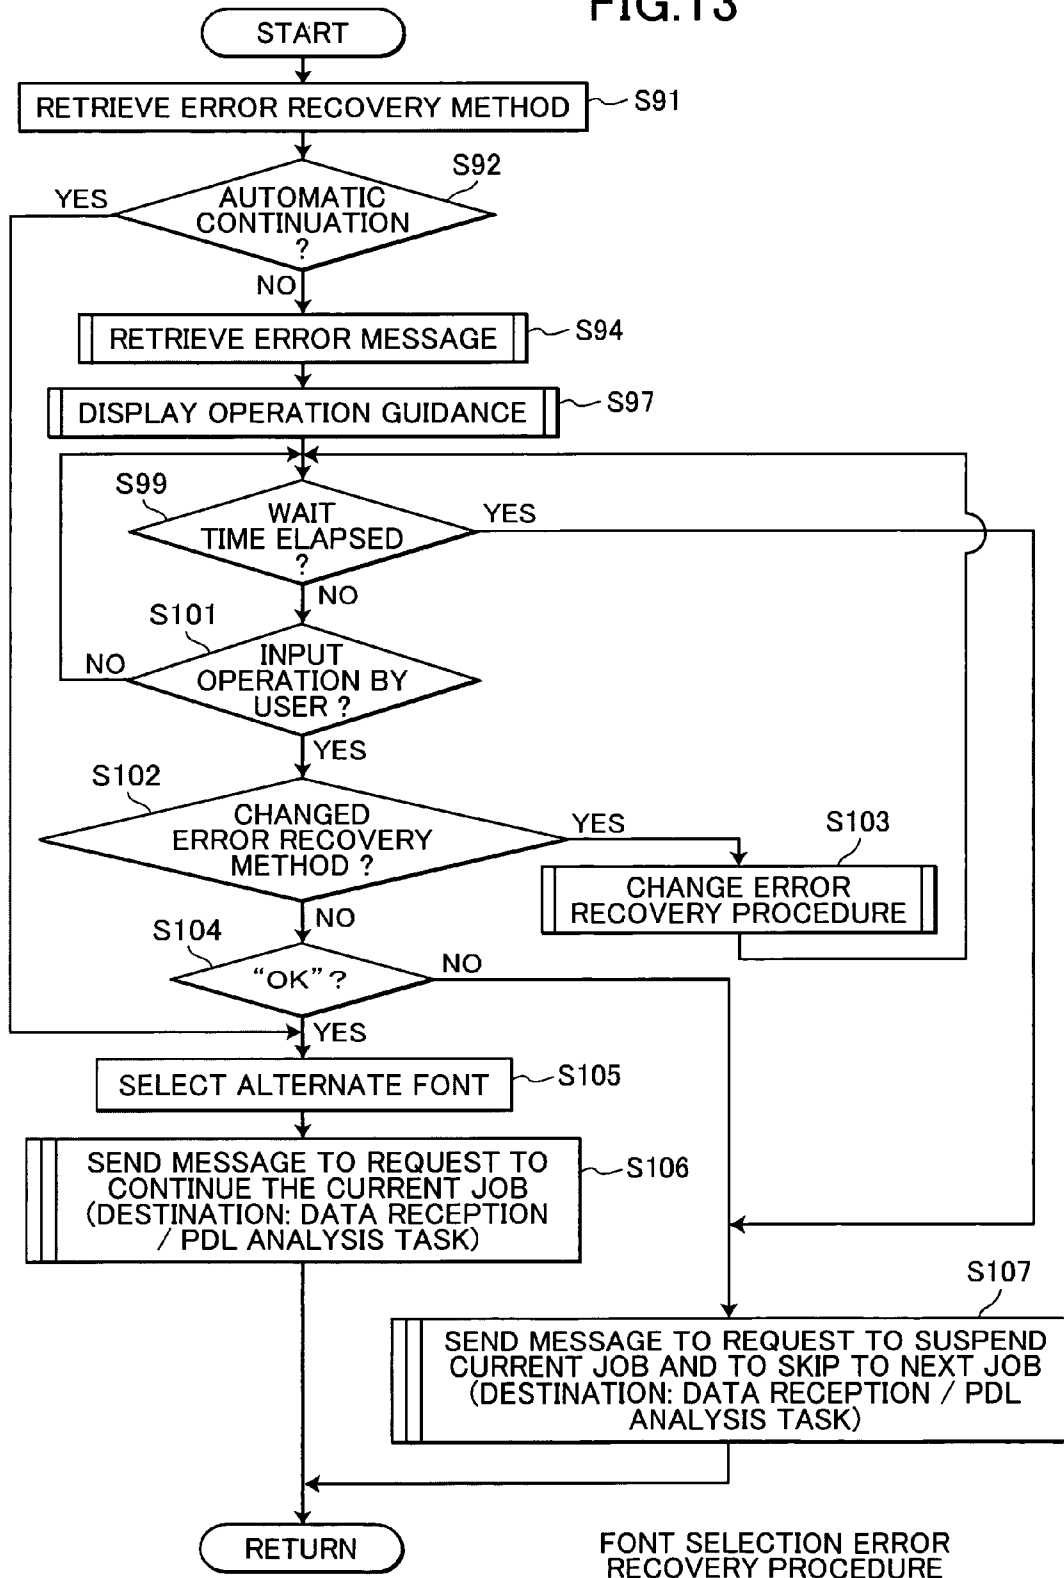 FIG.13
START
RETRIEVE ERROR RECOVERY METHOD
S91
S92
YES
AUTOMATIC
CONTINUATION
?
NO
RETRIEVE ERROR MESSAGE
S94
DISPLAY OPERATION GUIDANCE
S97
S99
WAIT
TIME ELAPSED
?
YES
NO
S101
INPUT
OPERATION BY
USER ?
NO
YES
S102
CHANGED
ERROR RECOVERY
METHOD ?
YES
S103
CHANGE ERROR
RECOVERY PROCEDURE
NO
S104
“OK” ?
NO
YES
SELECT ALTERNATE FONT
S105
SEND MESSAGE TO REQUEST TO
CONTINUE THE CURRENT JOB
(DESTINATION: DATA RECEPTION
/ PDL ANALYSIS TASK)
S106
S107
SEND MESSAGE TO REQUEST TO SUSPEND
CURRENT JOB AND TO SKIP TO NEXT JOB
(DESTINATION: DATA RECEPTION / PDL
ANALYSIS TASK)
RETURN
FONT SELECTION ERROR
RECOVERY PROCEDURE